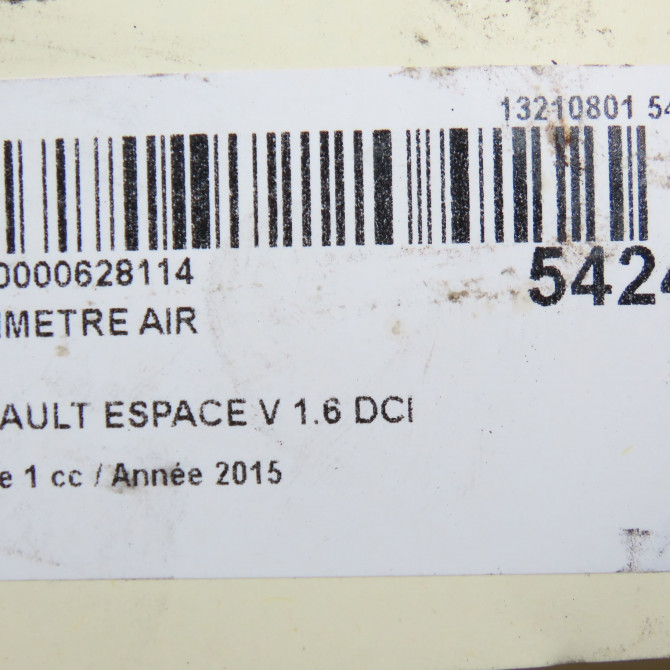 13210801 54
0000628114
5424
IMETRE AIR
AULT ESPACE V 1.6 DCI
e 1 cc / Année 2015